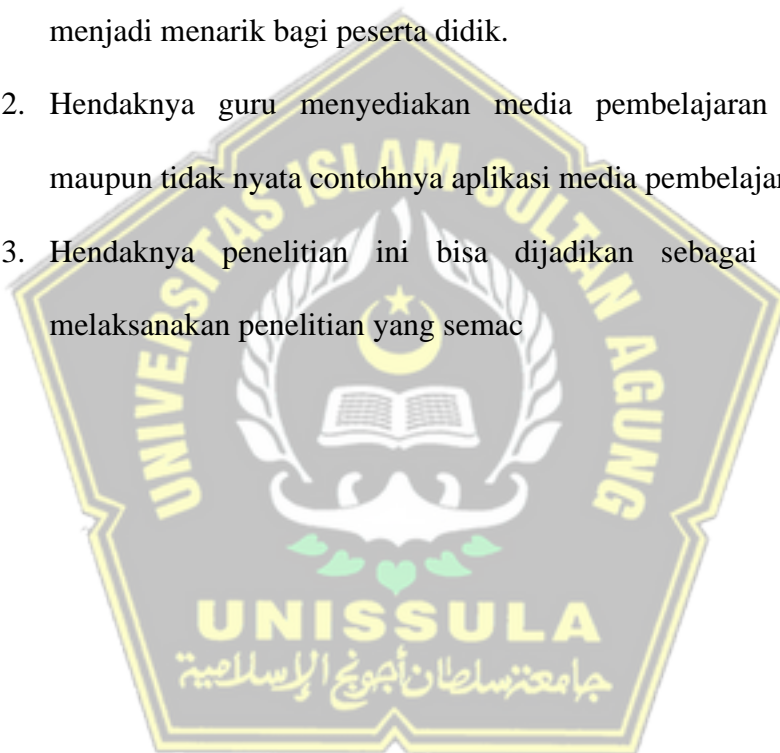 menjadi menarik bagi peserta didik.
2. Hendaknya guru menyediakan media pembelajaran
maupun tidak nyata contohnya aplikasi media pembelajar
3. Hendaknya penelitian ini bisa dijadikan sebagai
melaksanakan penelitian yang semac
UNIVERSITAS ISLAM SULTAN AGUNG
UNISSULA
جامعة سلطان أجونج الإسلامية